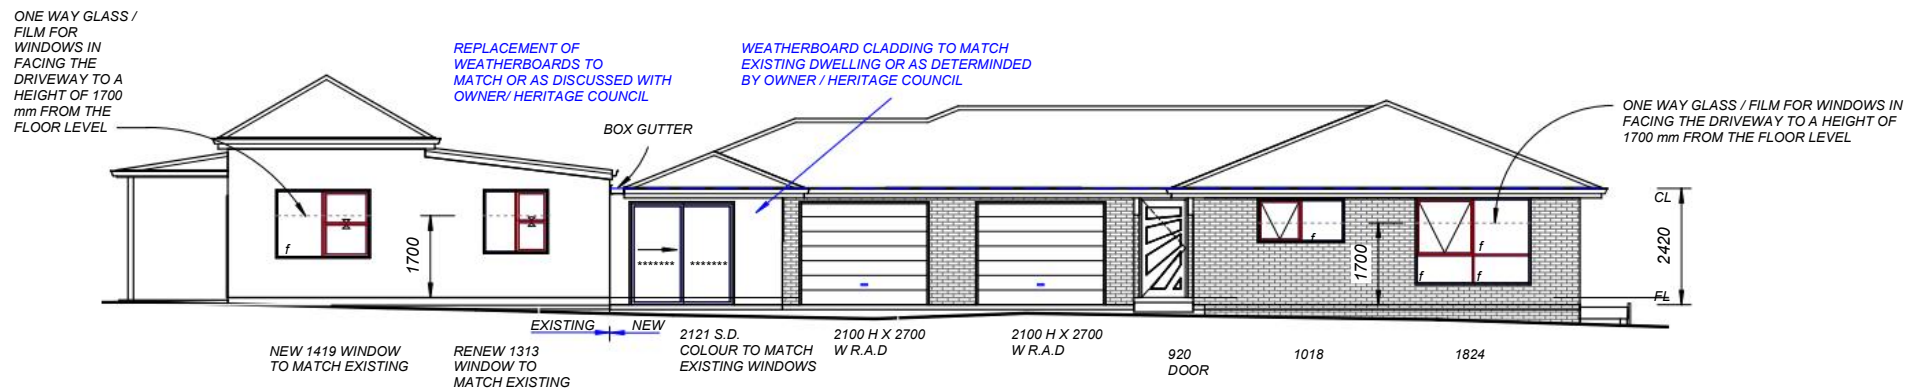 ONE WAY GLASS /
FILM FOR
WINDOWS IN
FACING THE
DRIVEWAY TO A
HEIGHT OF 1700
mm FROM THE
FLOOR LEVEL
REPLACEMENT OF
WEATHERBOARDS TO
MATCH OR AS DISCUSSED WITH
OWNER/ HERITAGE COUNCIL
WEATHERBOARD CLADDING TO MATCH
EXISTING DWELLING OR AS DETERMINDED
BY OWNER / HERITAGE COUNCIL
BOX GUTTER
ONE WAY GLASS / FILM FOR WINDOWS IN
FACING THE DRIVEWAY TO A HEIGHT OF
1700 mm FROM THE FLOOR LEVEL
CL
2420
FL
1700
1700
f
f
f
f
f
*******
*******
EXISTING
NEW
NEW 1419 WINDOW
TO MATCH EXISTING
RENEW 1313
WINDOW TO
MATCH EXISTING
2121 S.D.
COLOUR TO MATCH
EXISTING WINDOWS
2100 H X 2700
W R.A.D
2100 H X 2700
W R.A.D
920
DOOR
1018
1824